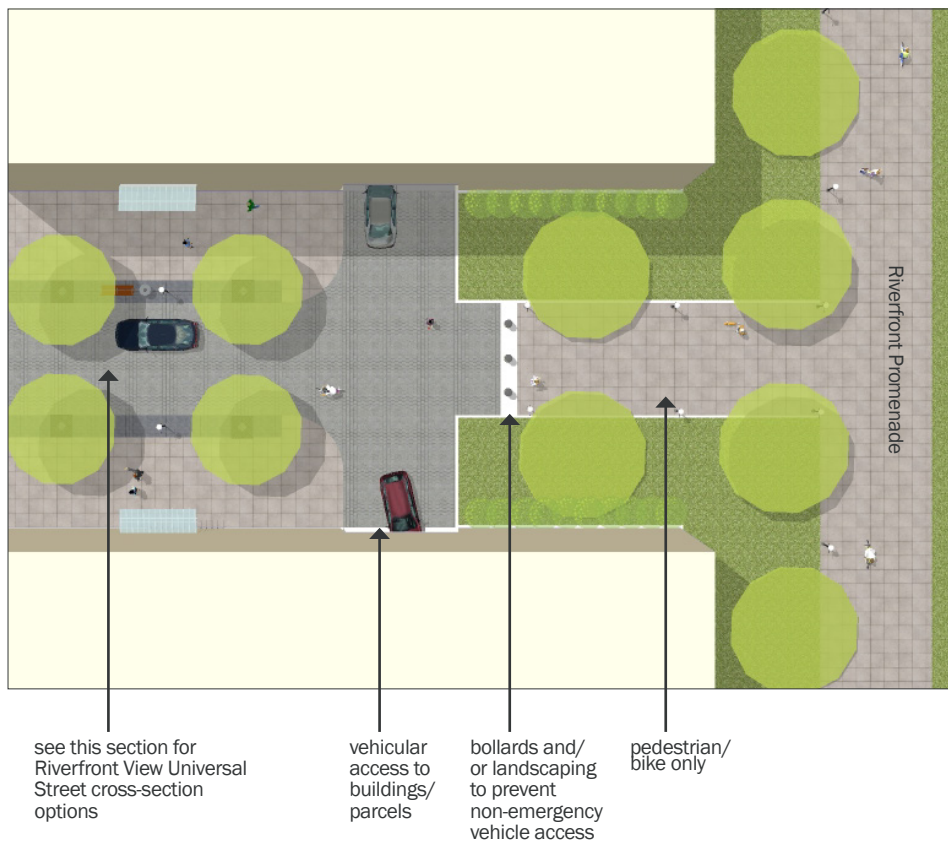 Riverfront Promenade
see this section for
Riverfront View Universal
Street cross-section
options
vehicular
access to
buildings/
parcels
bollards and/
or landscaping
to prevent
non-emergency
vehicle access
pedestrian/
bike only